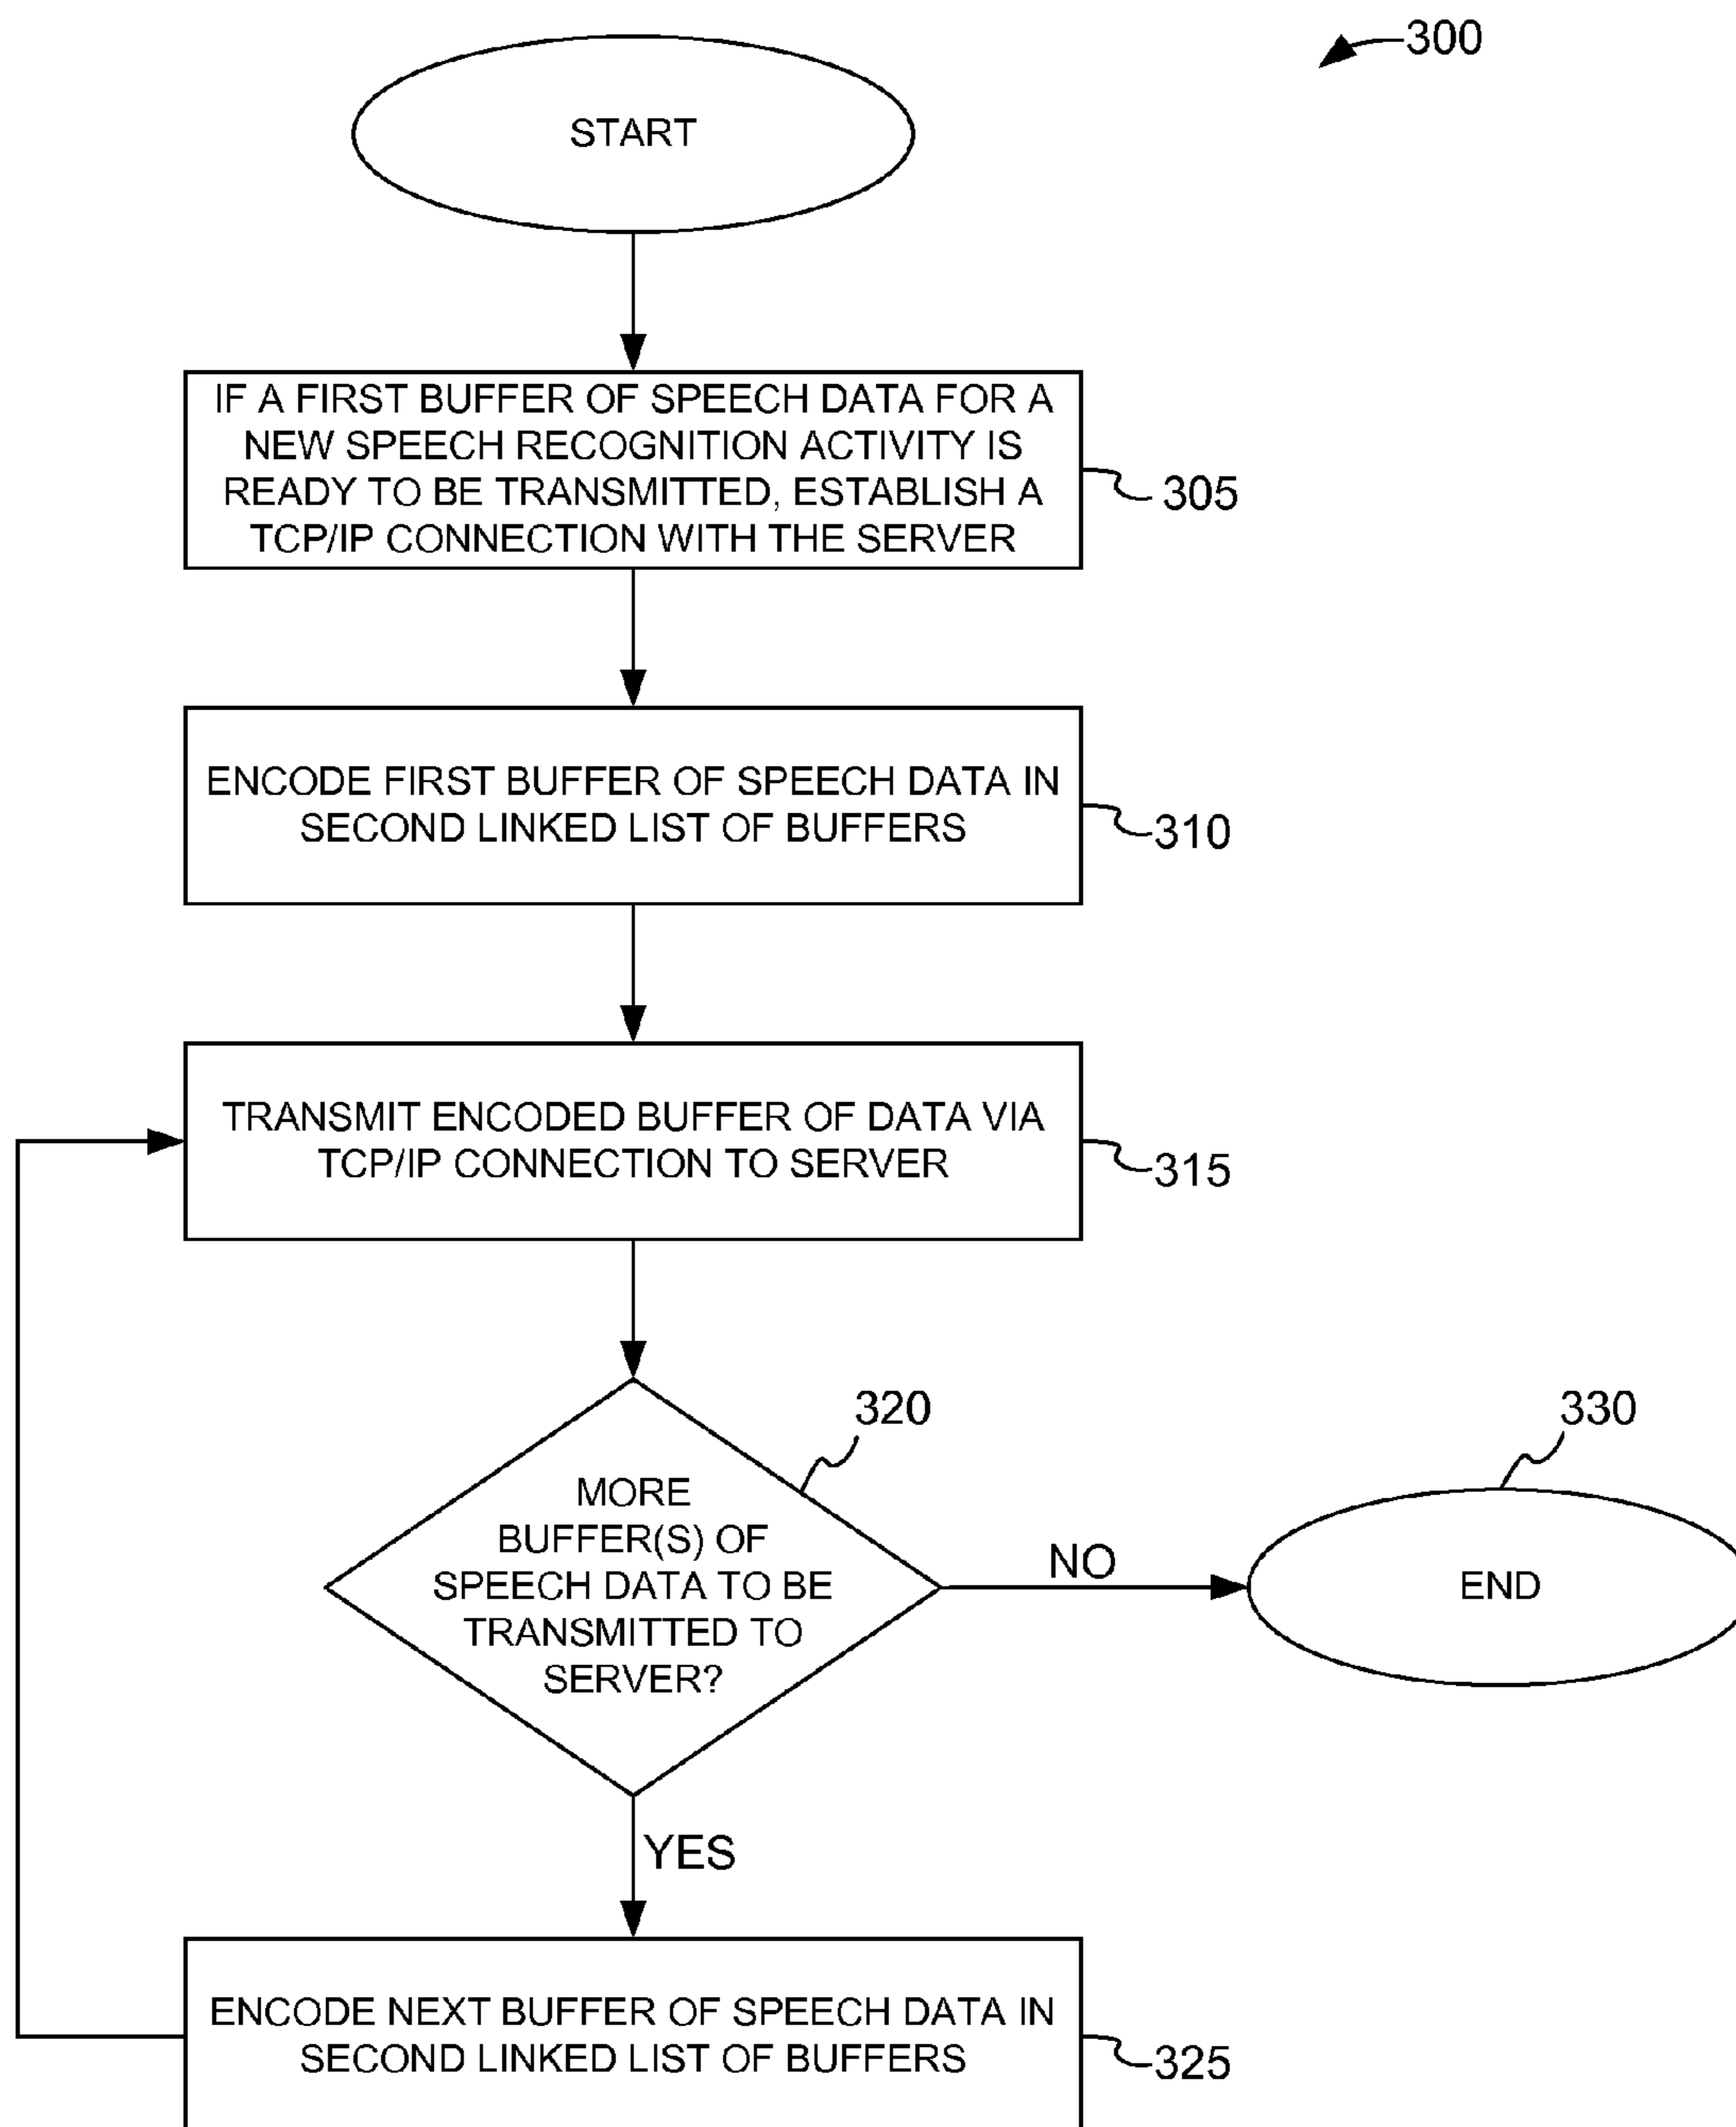 300
START
IF A FIRST BUFFER OF SPEECH DATA FOR A
NEW SPEECH RECOGNITION ACTIVITY IS
READY TO BE TRANSMITTED, ESTABLISH A
TCP/IP CONNECTION WITH THE SERVER
305
ENCODE FIRST BUFFER OF SPEECH DATA IN
SECOND LINKED LIST OF BUFFERS
310
TRANSMIT ENCODED BUFFER OF DATA VIA
TCP/IP CONNECTION TO SERVER
315
320
MORE
BUFFER(S) OF
SPEECH DATA TO BE
TRANSMITTED TO
SERVER?
NO
330
END
YES
ENCODE NEXT BUFFER OF SPEECH DATA IN
SECOND LINKED LIST OF BUFFERS
325